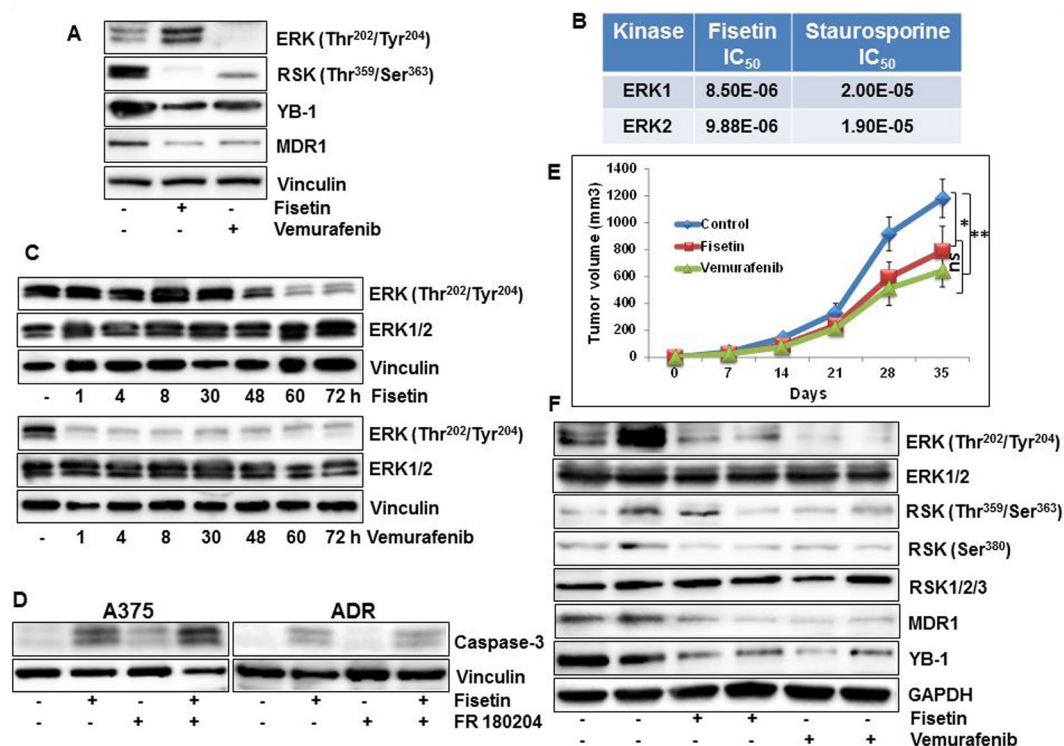 A
ERK (Thr202/Tyr204)
RSK (Thr359/Ser363)
YB-1
MDR1
Vinculin
- + - Fisetin
- - + Vemurafenib
B
Kinase Fisetin IC50 Staurosporine IC50
ERK1 8.50E-06 2.00E-05
ERK2 9.88E-06 1.90E-05
C
ERK (Thr202/Tyr204)
ERK1/2
Vinculin
- 1 4 8 30 48 60 72 h Fisetin
ERK (Thr202/Tyr204)
ERK1/2
Vinculin
- 1 4 8 30 48 60 72 h Vemurafenib
D
A375 ADR
Caspase-3
Vinculin
- + - + - + - + Fisetin
- - + + - - + + FR 180204
E
Tumor volume (mm3)
1400
1200
1000
800
600
400
200
0
Control
Fisetin
Vemurafenib
*
**
ns
0 7 14 21 28 35
Days
F
ERK (Thr202/Tyr204)
ERK1/2
RSK (Thr359/Ser363)
RSK (Ser380)
RSK1/2/3
MDR1
YB-1
GAPDH
- - + + - - Fisetin
- - - - + + Vemurafenib